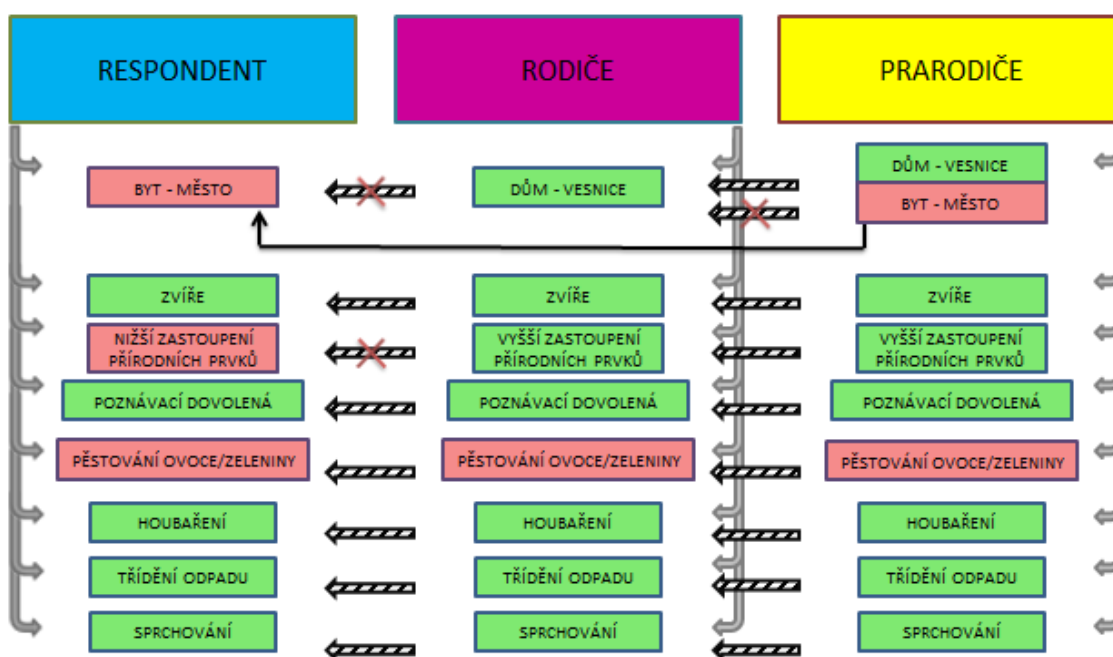 RESPONDENT
RODIČE
PRARODIČE
BYT - MĚSTO
DŮM - VESNICE
DŮM - VESNICE
BYT - MĚSTO
ZVÍŘE
ZVÍŘE
ZVÍŘE
NIŽŠÍ ZASTOUPENÍ
PŘÍRODNÍCH PRVKŮ
VYŠŠÍ ZASTOUPENÍ
PŘÍRODNÍCH PRVKŮ
VYŠŠÍ ZASTOUPENÍ
PŘÍRODNÍCH PRVKŮ
POZNÁVACÍ DOVOLENÁ
POZNÁVACÍ DOVOLENÁ
POZNÁVACÍ DOVOLENÁ
PĚSTOVÁNÍ OVOCE/ZELENINY
PĚSTOVÁNÍ OVOCE/ZELENINY
PĚSTOVÁNÍ OVOCE/ZELENINY
HOUBAŘENÍ
HOUBAŘENÍ
HOUBAŘENÍ
TŘÍDĚNÍ ODPADU
TŘÍDĚNÍ ODPADU
TŘÍDĚNÍ ODPADU
SPRCHOVÁNÍ
SPRCHOVÁNÍ
SPRCHOVÁNÍ